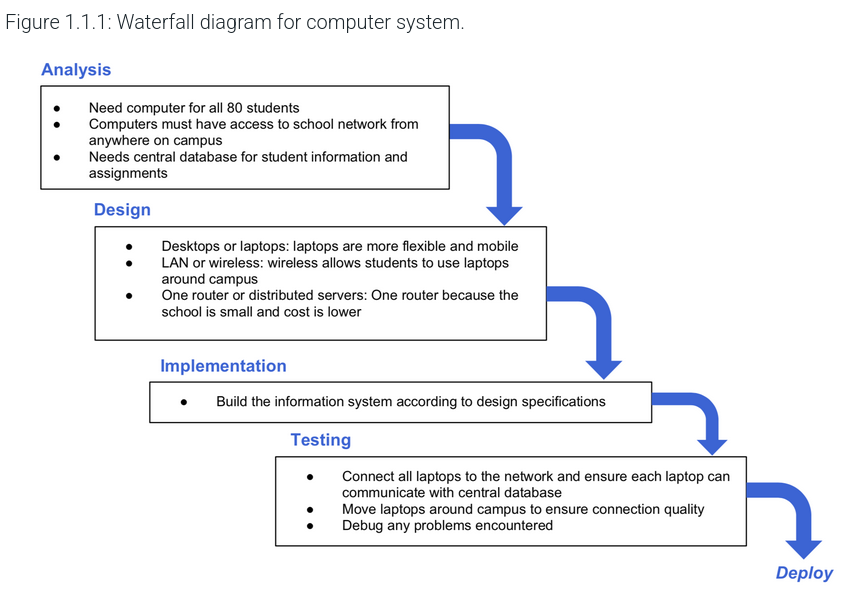 Figure 1.1.1: Waterfall diagram for computer system.
Analysis
● Need computer for all 80 students
● Computers must have access to school network from
anywhere on campus
● Needs central database for student information and
assignments
Design
● Desktops or laptops: laptops are more flexible and mobile
● LAN or wireless: wireless allows students to use laptops
around campus
● One router or distributed servers: One router because the
school is small and cost is lower
Implementation
● Build the information system according to design specifications
Testing
● Connect all laptops to the network and ensure each laptop can
communicate with central database
● Move laptops around campus to ensure connection quality
● Debug any problems encountered
Deploy